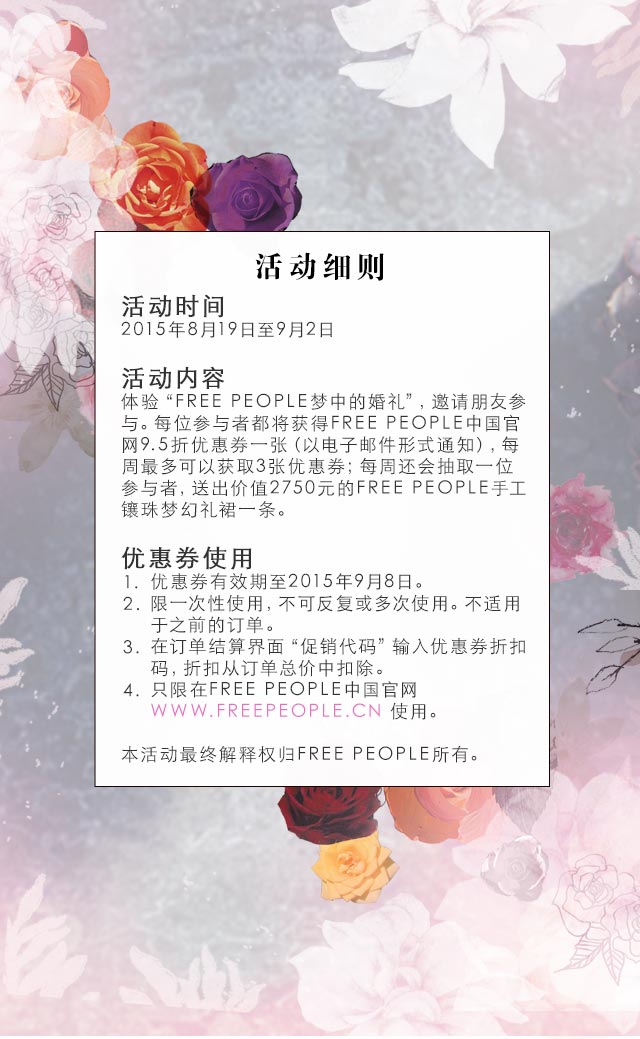 活动细则
活动时间
2015年8月19日至9月2日
活动内容
体验“FREE PEOPLE梦中的婚礼”，邀请朋友参
与。每位参与者都将获得FREE PEOPLE中国官
网9.5折优惠券一张（以电子邮件形式通知），每
周最多可以获取3张优惠券；每周还会抽取一位
参与者，送出价值2750元的FREE PEOPLE手工
镶珠梦幻礼裙一条。
优惠券使用
1. 优惠券有效期至2015年9月8日。
2. 限一次性使用，不可反复或多次使用。不适用
于之前的订单。
3. 在订单结算界面“促销代码”输入优惠券折扣
码，折扣从订单总价中扣除。
4. 只限在FREE PEOPLE中国官网
WWW.FREEPEOPLE.CN 使用。
本活动最终解释权归FREE PEOPLE所有。